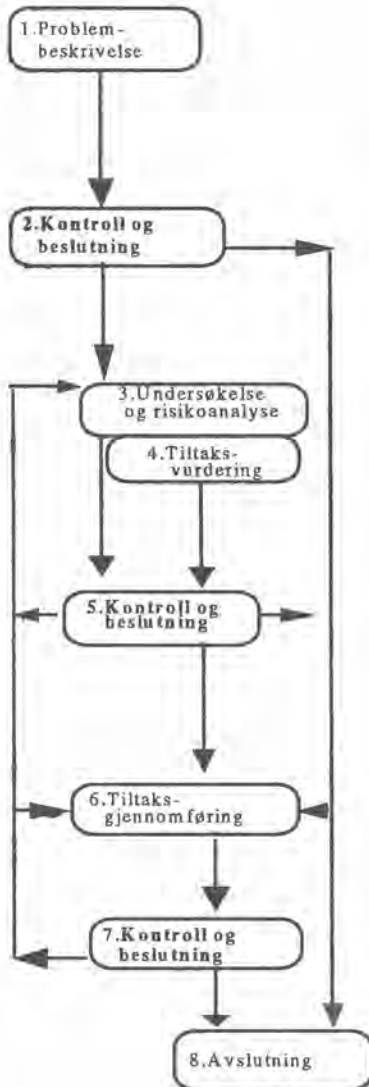 1.Problem-
beskrivelse
2.Kontroll og
beslutning
3.Undersøkelse
og risikoanalyse
4.Tiltaks-
vurdering
5.Kontroll og
beslutning
6.Tiltaks-
gjennomføring
7.Kontroll og
beslutning
8.Avslutning